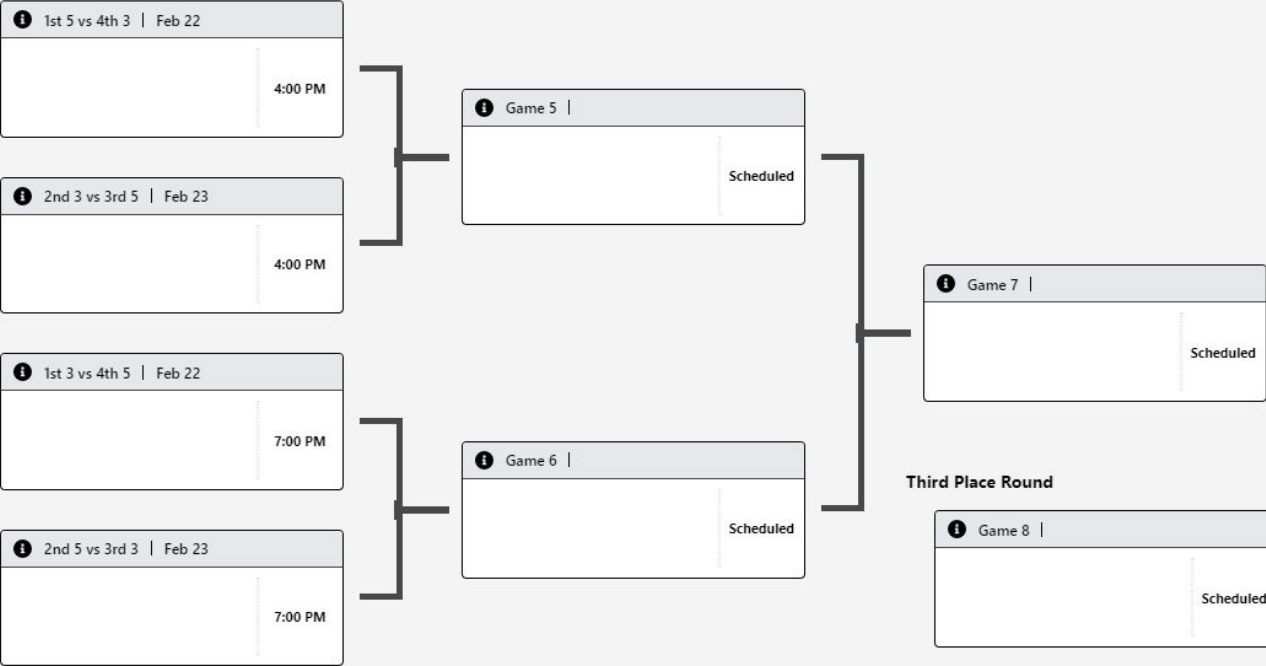 1st 5 vs 4th 3 | Feb 22
4:00 PM
2nd 3 vs 3rd 5 | Feb 23
4:00 PM
1st 3 vs 4th 5 | Feb 22
7:00 PM
2nd 5 vs 3rd 3 | Feb 23
7:00 PM
Game 5 |
Scheduled
Game 6 |
Scheduled
Game 7 |
Scheduled
Third Place Round
Game 8 |
Scheduled